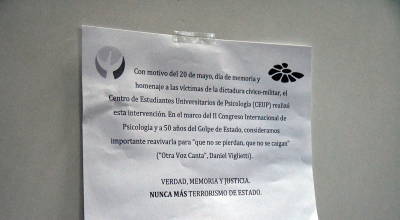 Con motivo del 20 de mayo, día de memoria y
homenaje a las víctimas de la dictadura cívico-militar, el
Centro de Estudiantes Universitarios de Psicología (CEUP) realizó
esta intervención. En el marco del II Congreso Internacional de
Psicología y a 50 años del Golpe de Estado, consideramos
importante reavivarla para "que no se pierdan, que no se caigan"
("Otra Voz Canta", Daniel Viglietti).
VERDAD, MEMORIA Y JUSTICIA.
NUNCA MÁS TERRORISMO DE ESTADO.